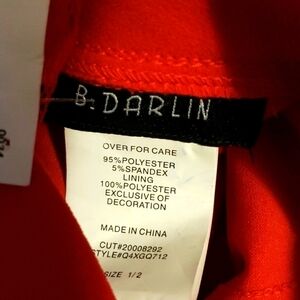 B. DARLIN
OVER FOR CARE
95%POLYESTER
5%SPANDEX
LINING
100%POLYESTER
EXCLUSIVE OF
DECORATION
MADE IN CHINA
CUT#20008292
STYLE#Q4XGQ712
SIZE 1/2